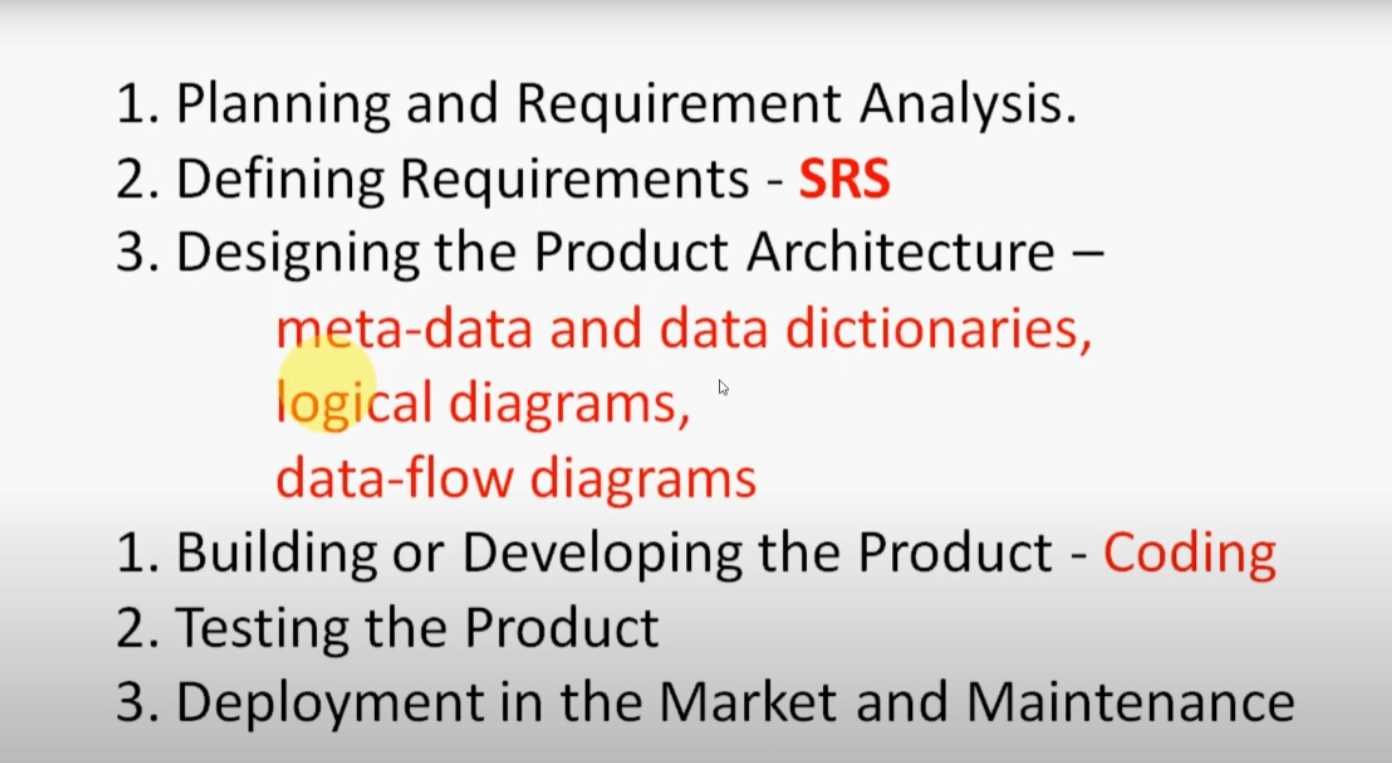 1. Planning and Requirement Analysis.
2. Defining Requirements - SRS
3. Designing the Product Architecture –
meta-data and data dictionaries,
logical diagrams,
data-flow diagrams
1. Building or Developing the Product - Coding
2. Testing the Product
3. Deployment in the Market and Maintenance